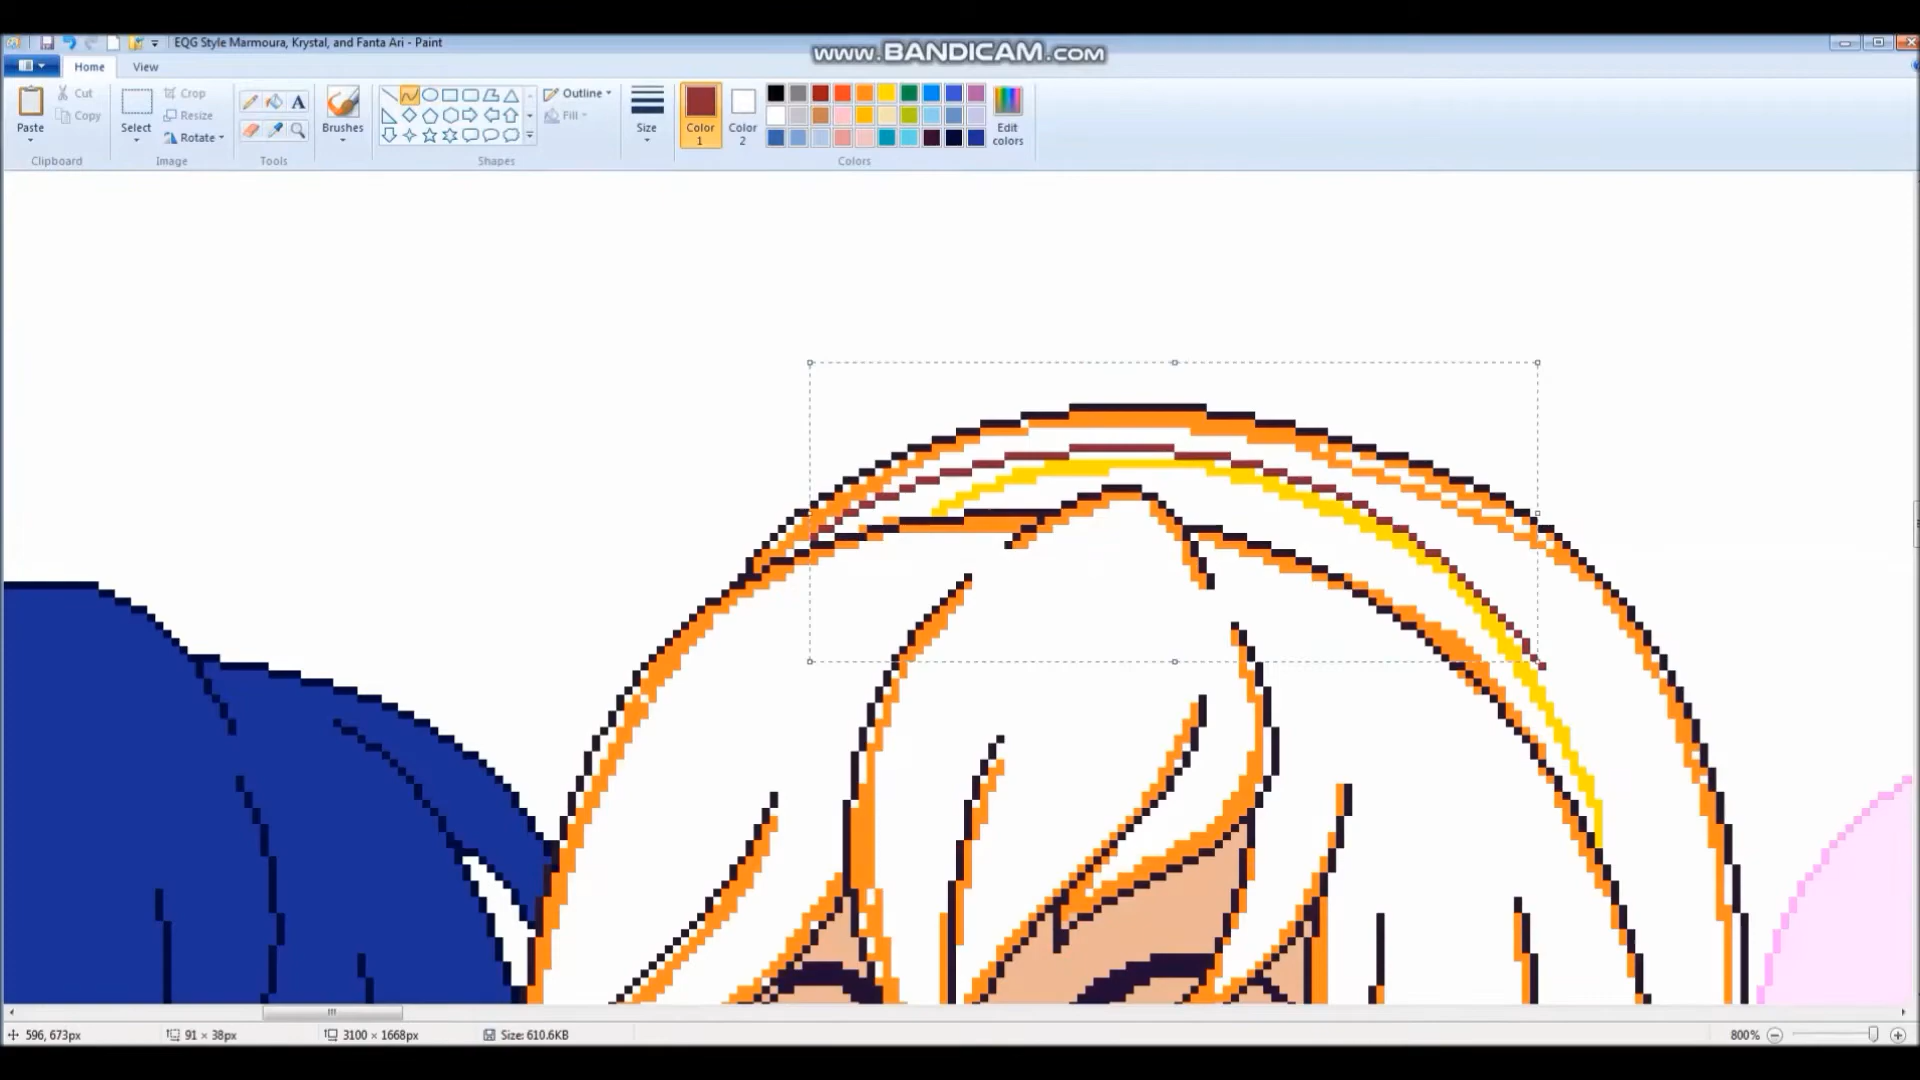 EQG Style Marmoura, Krystal, and Fanta Ari - Paint
www.BANDICAM.com
Home View
Paste
Cut
Copy
Clipboard
Select
Crop
Resize
Rotate
Image
A
Tools
Brushes
Shapes
Outline
Fill
Size
Color 1
Color 2
Edit colors
Colors
596, 673px 91 × 38px 3100 × 1668px Size: 610.6KB 800%